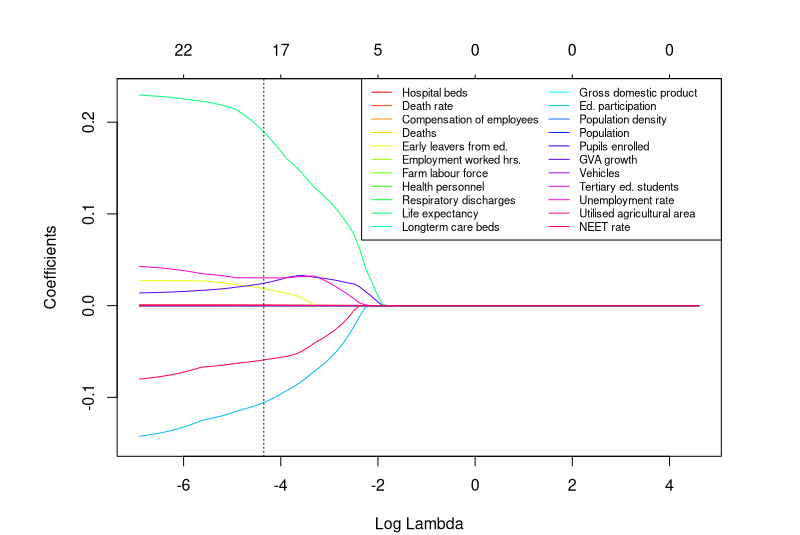 22 17 5 0 0 0
Hospital beds
Death rate
Compensation of employees
Deaths
Early leavers from ed.
Employment worked hrs.
Farm labour force
Health personnel
Respiratory discharges
Life expectancy
Longterm care beds
Gross domestic product
Ed. participation
Population density
Population
Pupils enrolled
GVA growth
Vehicles
Tertiary ed. students
Unemployment rate
Utilised agricultural area
NEET rate
Coefficients
0.2
0.1
0.0
-0.1
-6 -4 -2 0 2 4
Log Lambda